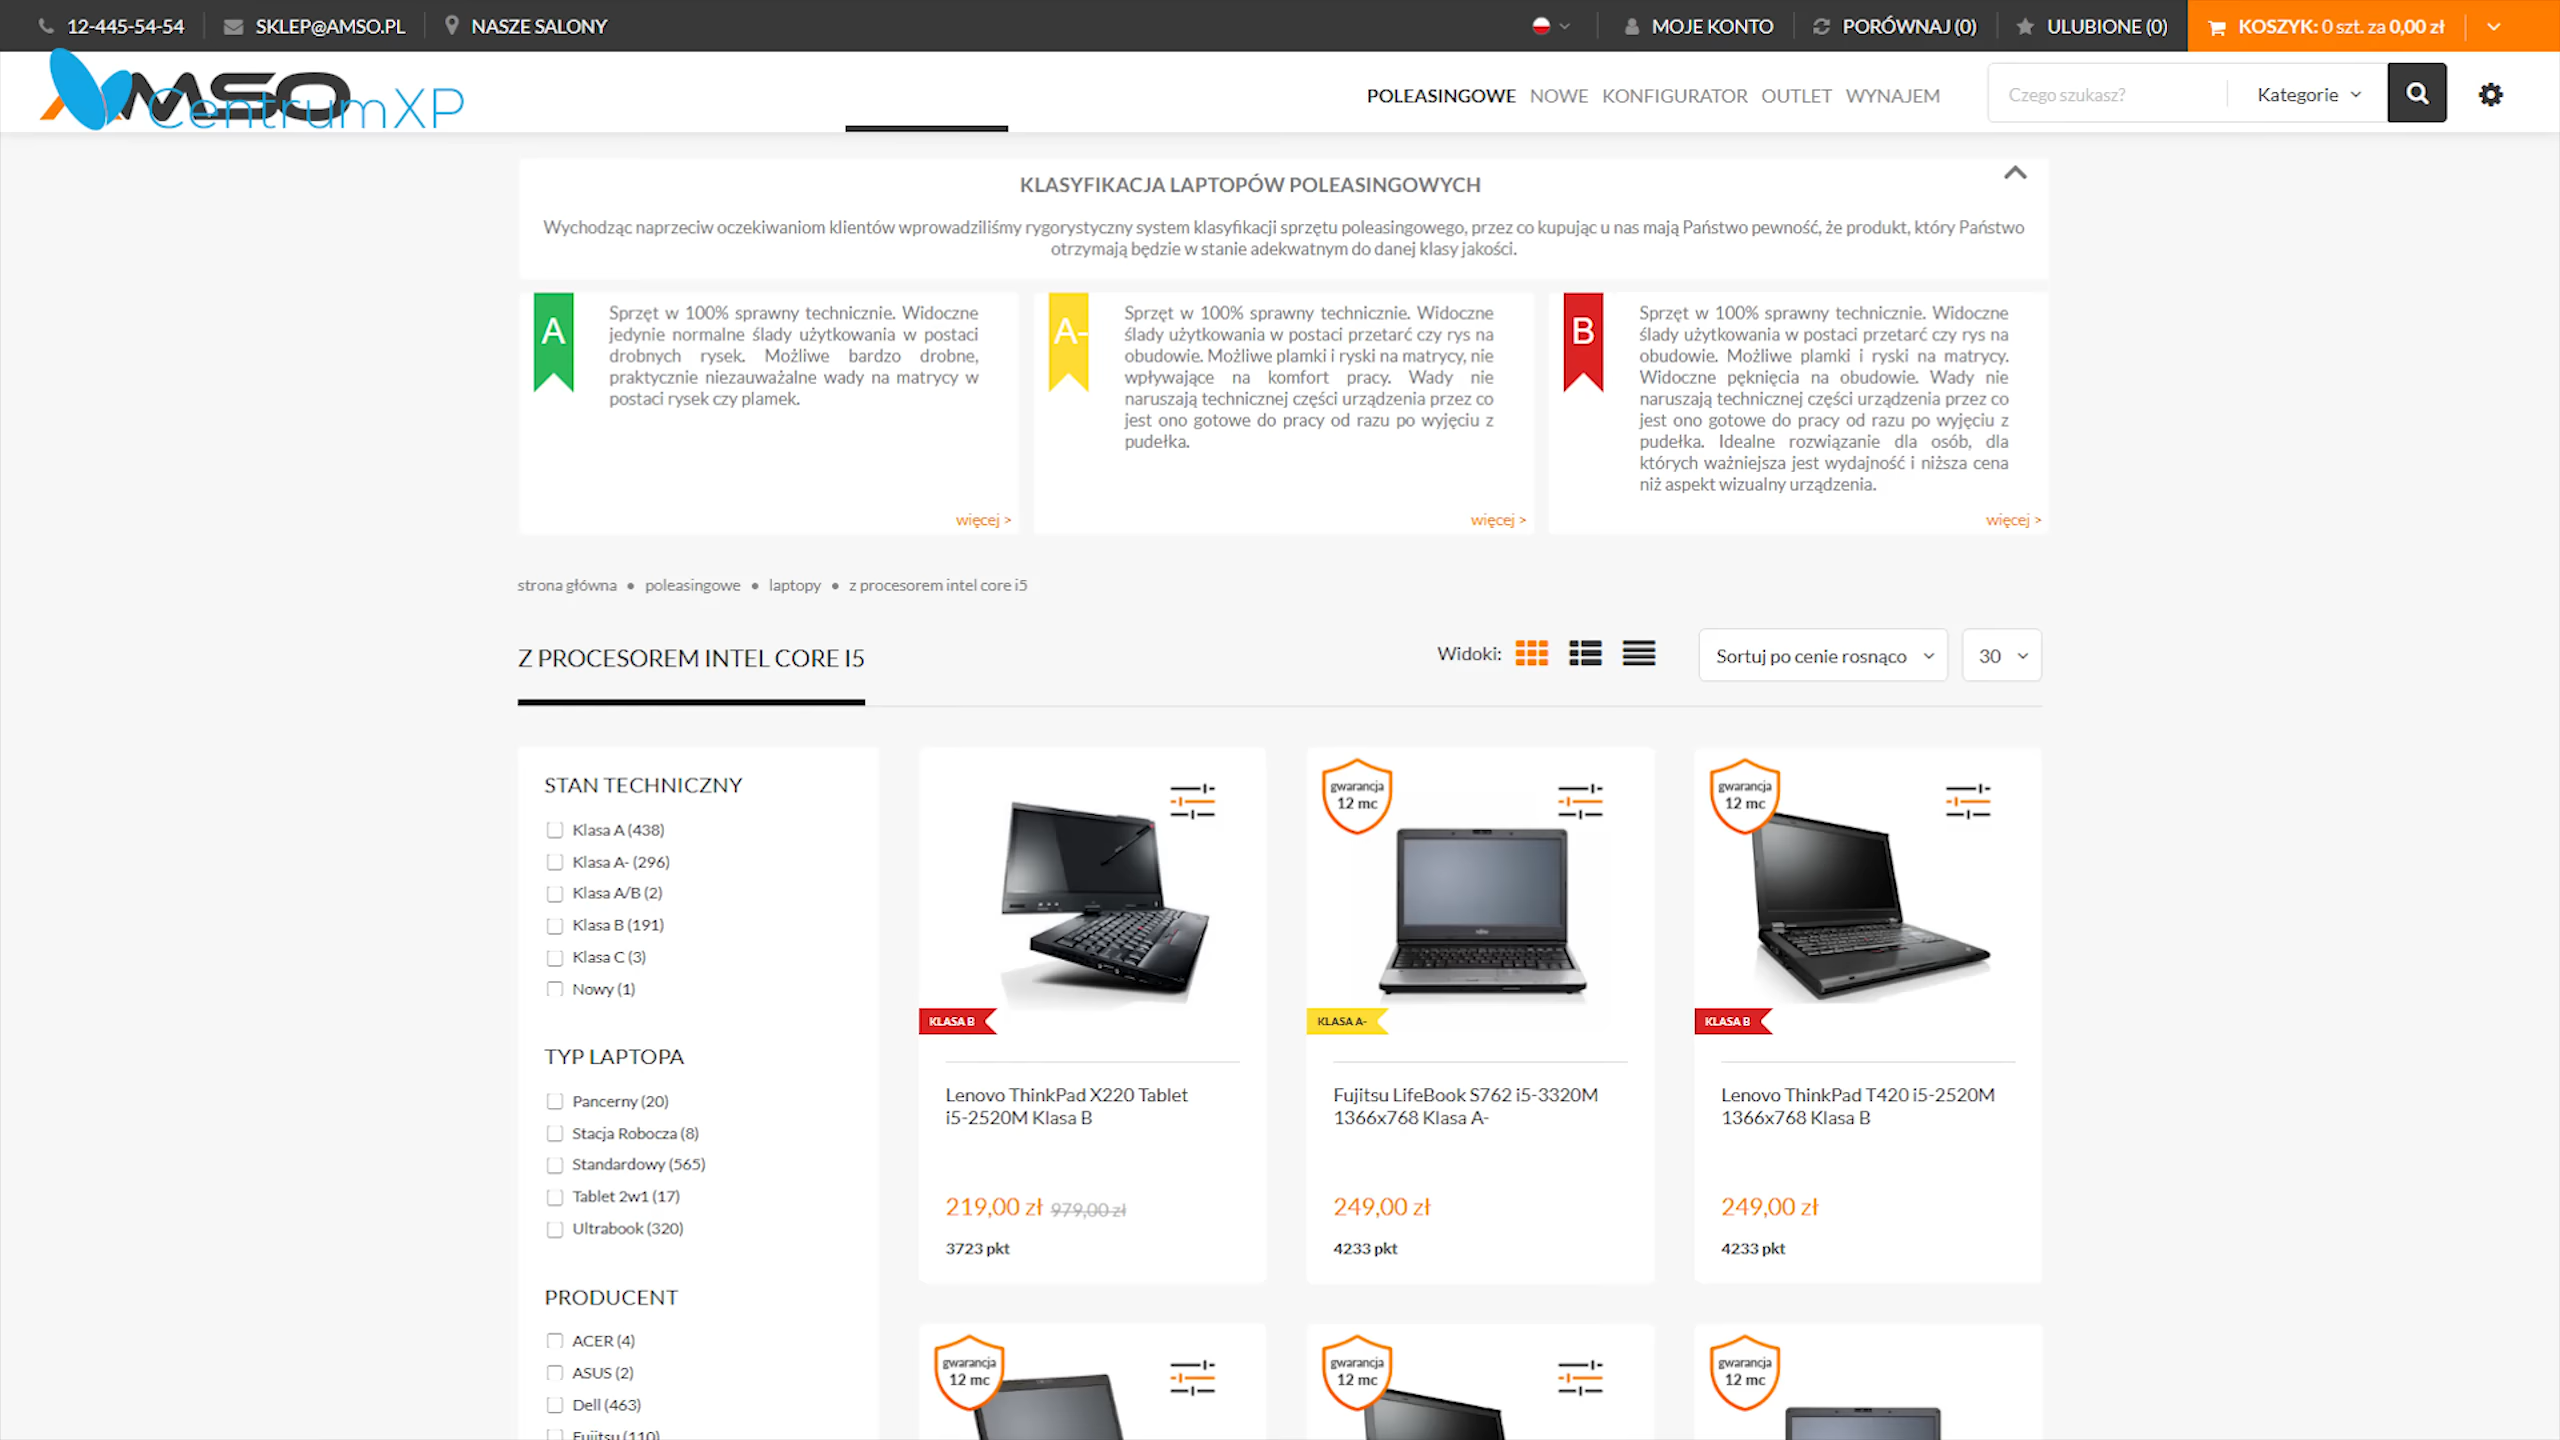 12-445-54-54 SKLEP@AMSO.PL NASZE SALONY MOJE KONTO PORÓWNAJ (0) ULUBIONE (0) KOSZYK: 0 szt. za 0,00 zł
AMSO
CentrumXP
POLEASINGOWE NOWE KONFIGURATOR OUTLET WYNAJEM Czego szukasz? Kategorie
KLASYFIKACJA LAPTOPÓW POLEASINGOWYCH
Wychodząc naprzeciw oczekiwaniom klientów wprowadziliśmy rygorystyczny system klasyfikacji sprzętu poleasingowego, przez co kupując u nas mają Państwo pewność, że produkt, który Państwo
otrzymają będzie w stanie adekwatnym do danej klasy jakości.
A
Sprzęt w 100% sprawny technicznie. Widoczne
jedynie normalne ślady użytkowania w postaci
drobnych rysek. Możliwe bardzo drobne,
praktycznie niezauważalne wady na matrycy w
postaci rysek czy plamek.
więcej >
A-
Sprzęt w 100% sprawny technicznie. Widoczne
ślady użytkowania w postaci przetarć czy rys na
obudowie. Możliwe plamki i ryski na matrycy, nie
wpływające na komfort pracy. Wady nie
naruszają technicznej części urządzenia przez co
jest ono gotowe do pracy od razu po wyjęciu z
pudełka.
więcej >
B
Sprzęt w 100% sprawny technicznie. Widoczne
ślady użytkowania w postaci przetarć czy rys na
obudowie. Możliwe plamki i ryski na matrycy.
Widoczne pęknięcia na obudowie. Wady nie
naruszają technicznej części urządzenia przez co
jest ono gotowe do pracy od razu po wyjęciu z
pudełka. Idealne rozwiązanie dla osób, dla
których ważniejsza jest wydajność i niższa cena
niż aspekt wizualny urządzenia.
więcej >
strona główna • poleasingowe • laptopy • z procesorem intel core i5
Z PROCESOREM INTEL CORE I5
Widoki: Sortuj po cenie rosnąco 30
STAN TECHNICZNY
Klasa A (438)
Klasa A- (296)
Klasa A/B (2)
Klasa B (191)
Klasa C (3)
Nowy (1)
TYP LAPTOPA
Pancerny (20)
Stacja Robocza (8)
Standardowy (565)
Tablet 2w1 (17)
Ultrabook (320)
PRODUCENT
ACER (4)
ASUS (2)
Dell (463)
Fujitsu (110)
KLASA B
Lenovo ThinkPad X220 Tablet
i5-2520M Klasa B
219,00 zł 979,00 zł
3723 pkt
gwarancja
12 mc
KLASA A-
Fujitsu LifeBook S762 i5-3320M
1366x768 Klasa A-
249,00 zł
4233 pkt
gwarancja
12 mc
KLASA B
Lenovo ThinkPad T420 i5-2520M
1366x768 Klasa B
249,00 zł
4233 pkt
gwarancja
12 mc
gwarancja
12 mc
gwarancja
12 mc